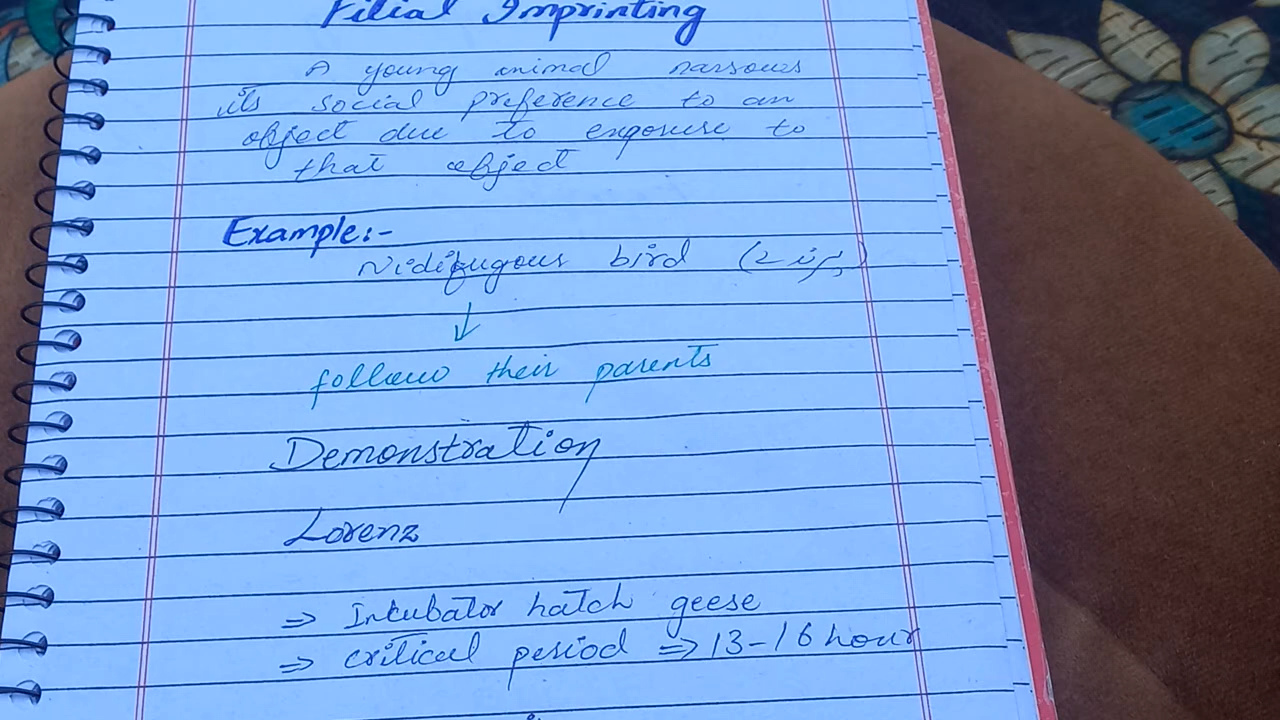 Filial Imprinting
A young animal narrows
its social preference to an
object due to exposure to
that object
Example:-
Nidifugous bird (
follow their parents
Demonstration
Lorenz
⇒ Incubator hatch geese
⇒ critical period ⇒ 13-16 hour